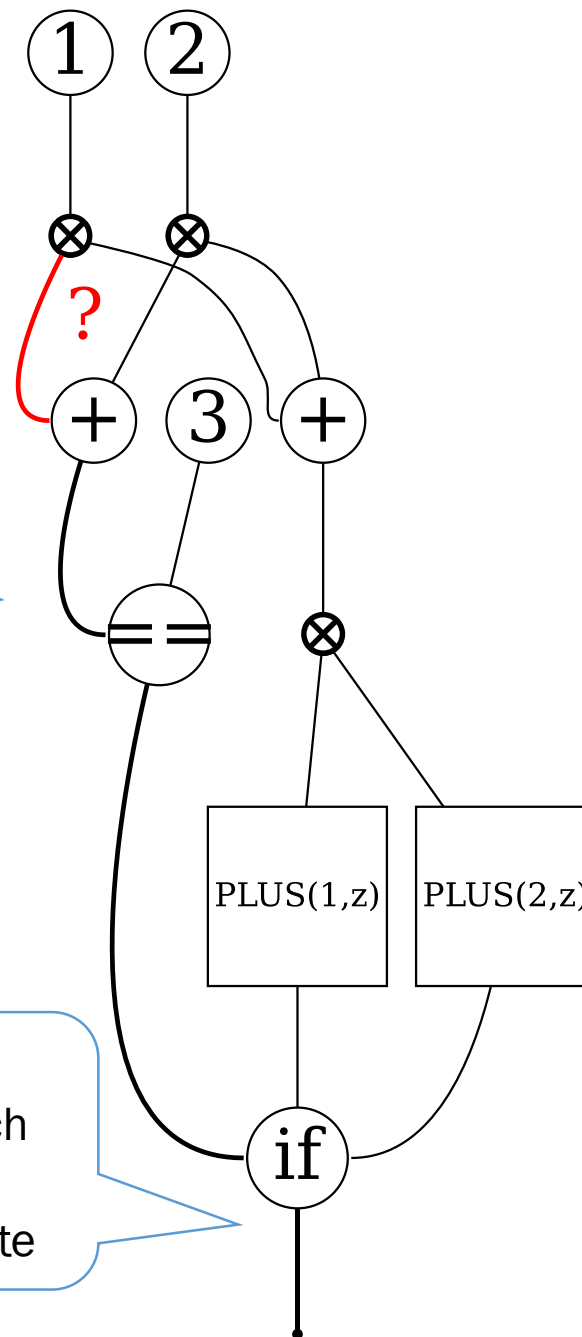 1 2
?
+ 3 +
==
PLUS(1,z) PLUS(2,z)
if